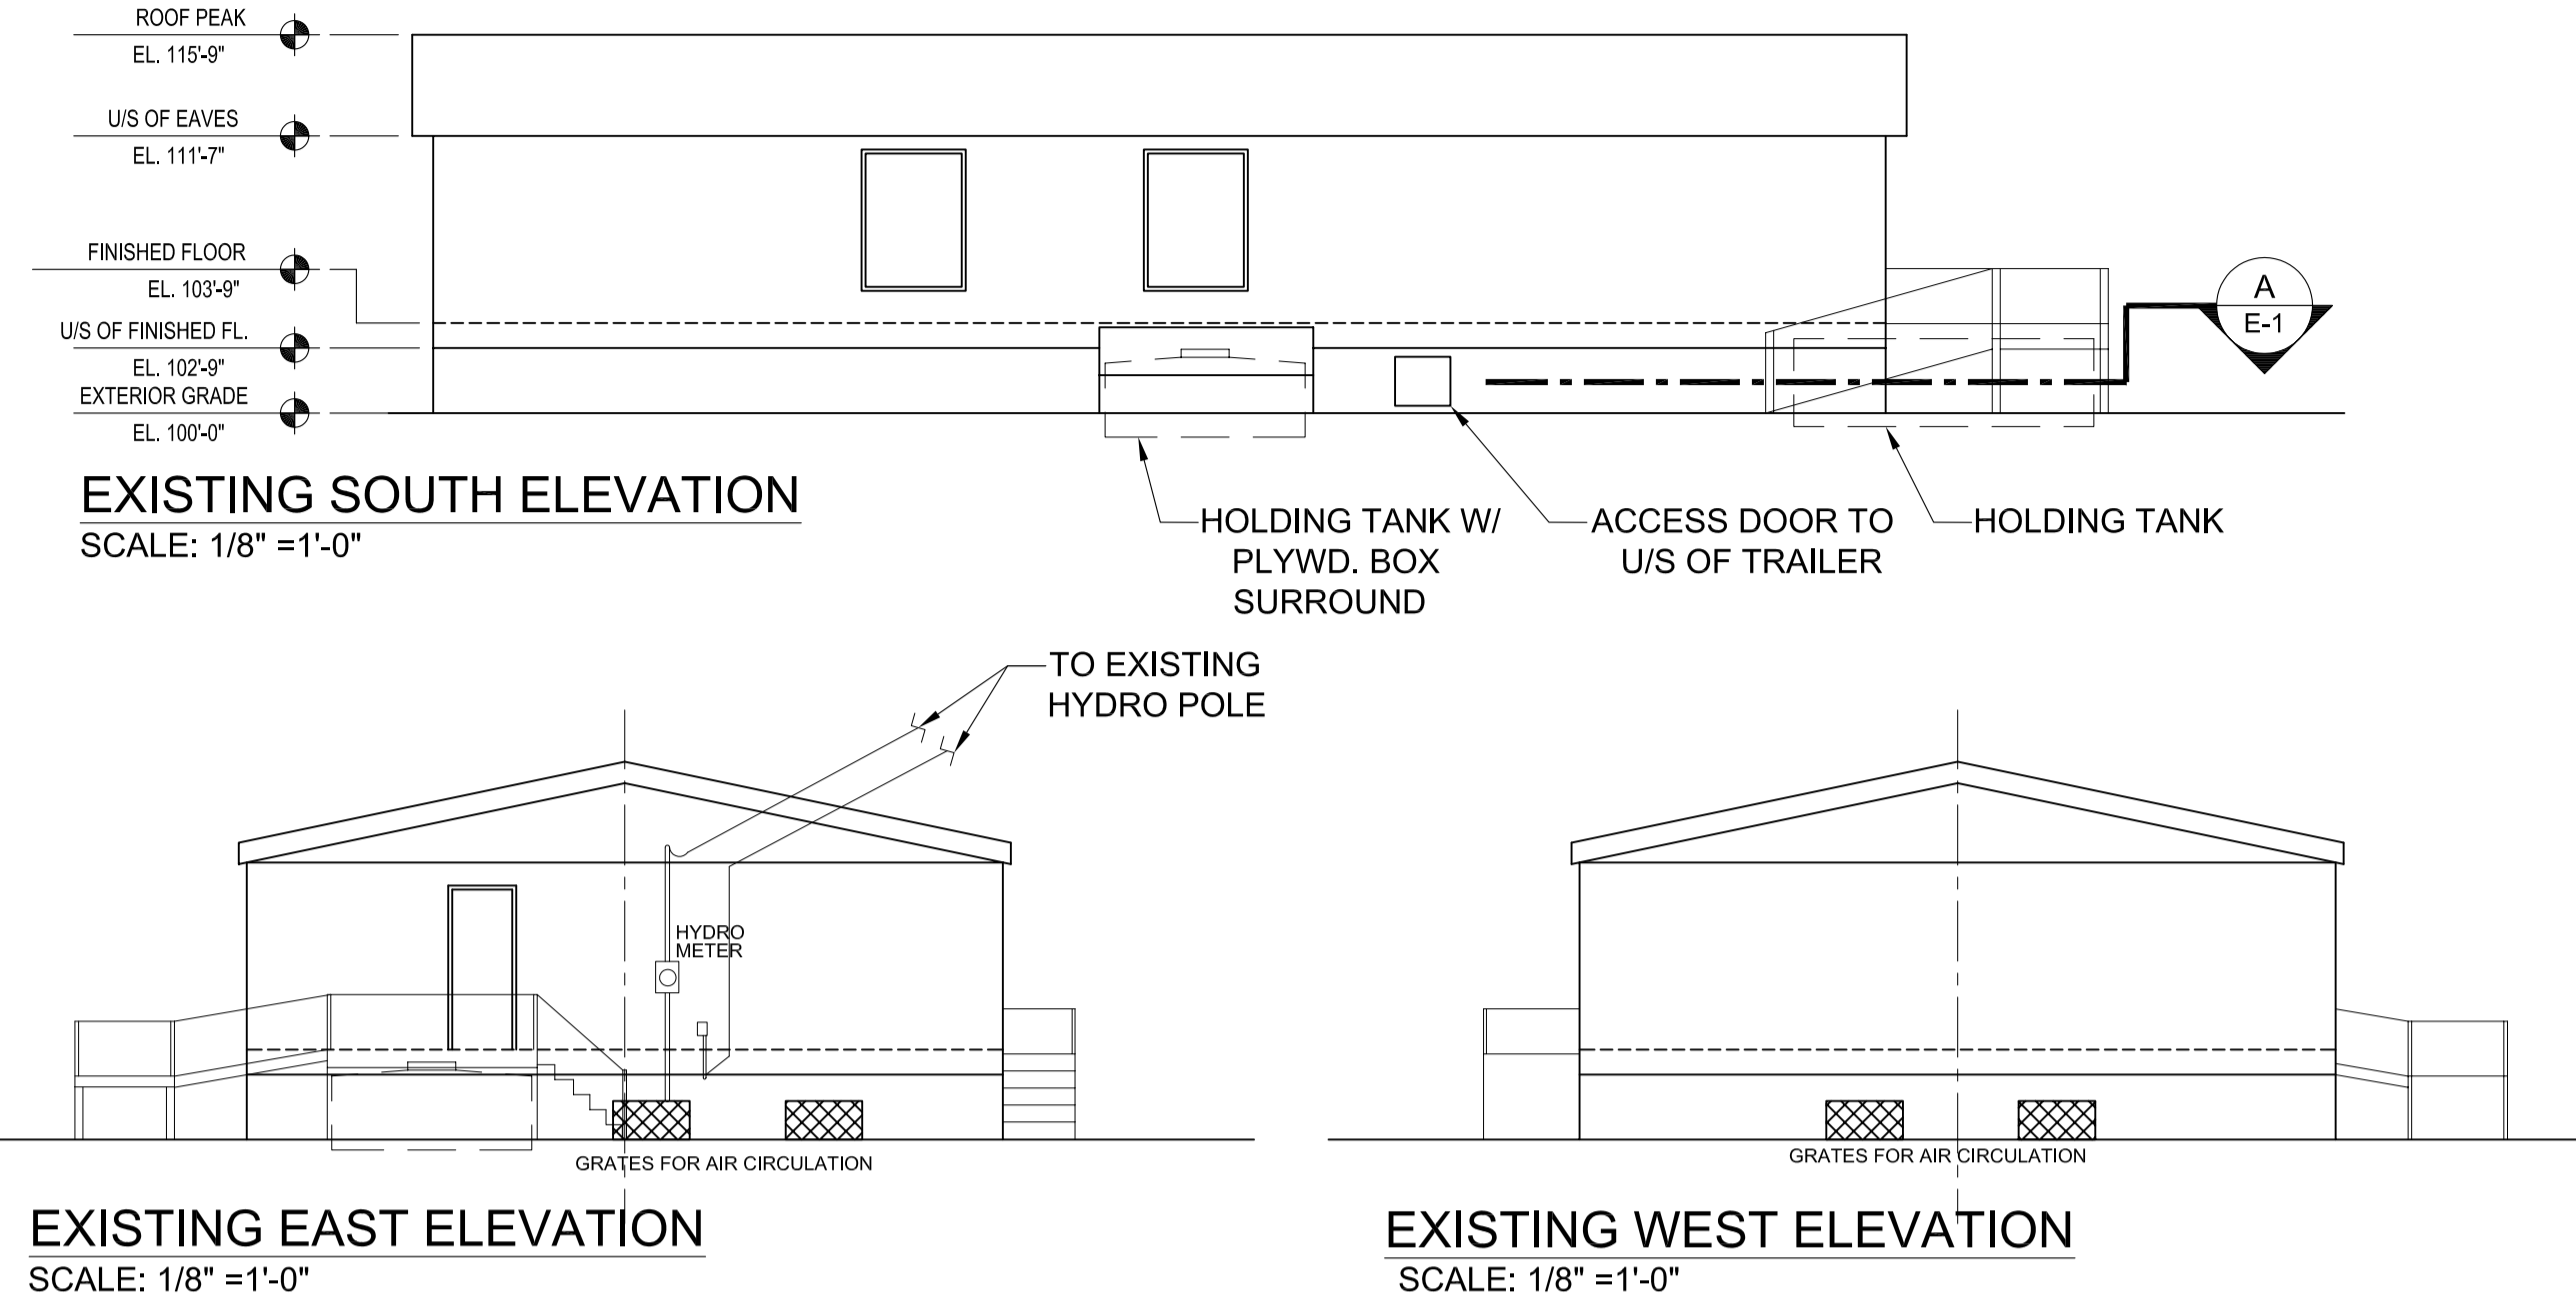 ROOF PEAK
EL. 115'-9"
U/S OF EAVES
EL. 111'-7"
FINISHED FLOOR
EL. 103'-9"
U/S OF FINISHED FL.
EL. 102'-9"
EXTERIOR GRADE
EL. 100'-0"
A
E-1
EXISTING SOUTH ELEVATION
SCALE: 1/8" =1'-0"
HOLDING TANK W/
PLYWD. BOX
SURROUND
ACCESS DOOR TO
U/S OF TRAILER
HOLDING TANK
TO EXISTING
HYDRO POLE
HYDRO
METER
GRATES FOR AIR CIRCULATION
EXISTING EAST ELEVATION
SCALE: 1/8" =1'-0"
GRATES FOR AIR CIRCULATION
EXISTING WEST ELEVATION
SCALE: 1/8" =1'-0"